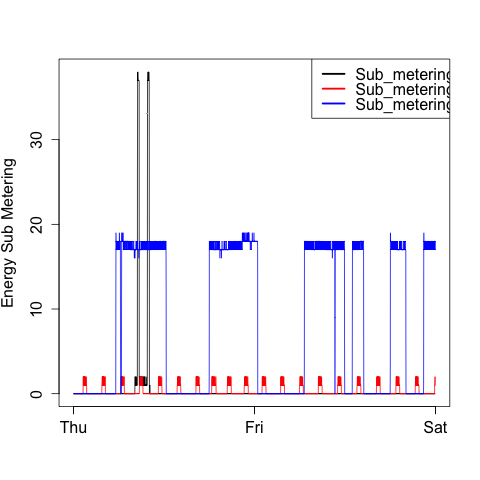 Sub_metering
Sub_metering
Sub_metering
Energy Sub Metering
30
20
10
0
Thu Fri Sat